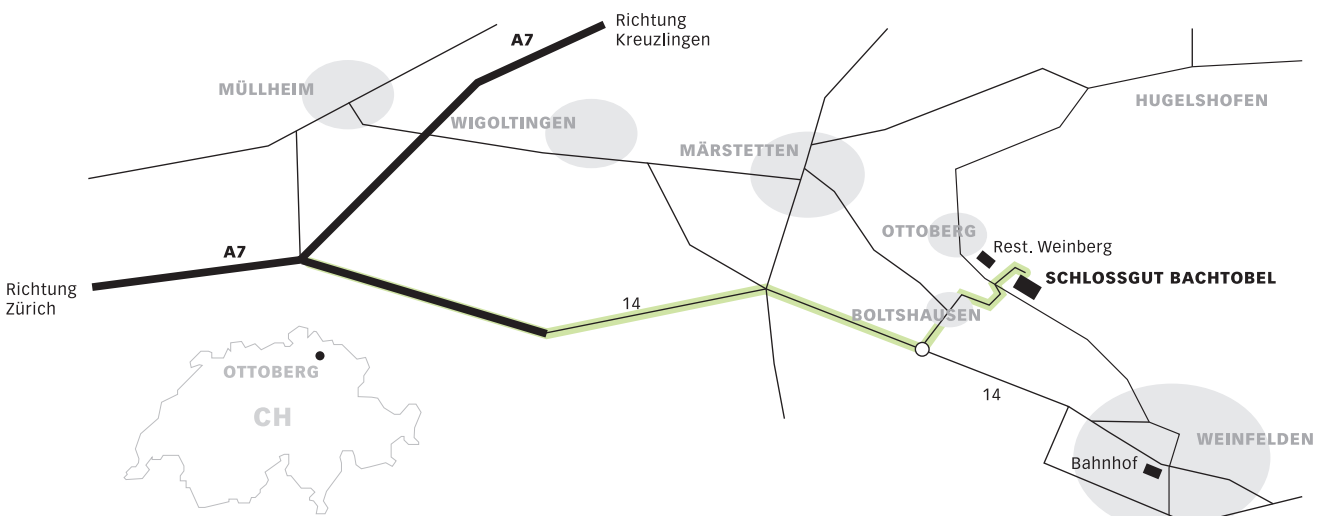 Richtung
Kreuzlingen
A7
MÜLLHEIM
WIGOLTINGEN
HUGELSHOFEN
MÄRSTETTEN
OTTOBERG
Rest. Weinberg
A7
SCHLOSSGUT BACHTOBEL
Richtung
Zürich
14
BOLTSHAUSEN
OTTOBERG
CH
14
WEINFELDEN
Bahnhof